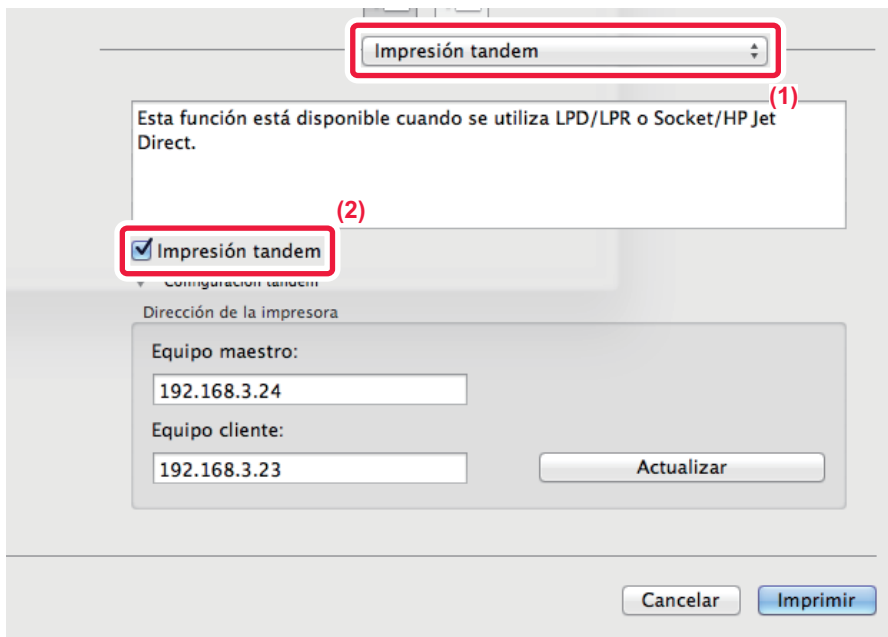 Impresión tandem
(1)
Esta función está disponible cuando se utiliza LPD/LPR o Socket/HP Jet
Direct.
(2)
Impresión tandem
Configuración tandem
Dirección de la impresora
Equipo maestro:
192.168.3.24
Equipo cliente:
192.168.3.23
Actualizar
Cancelar
Imprimir